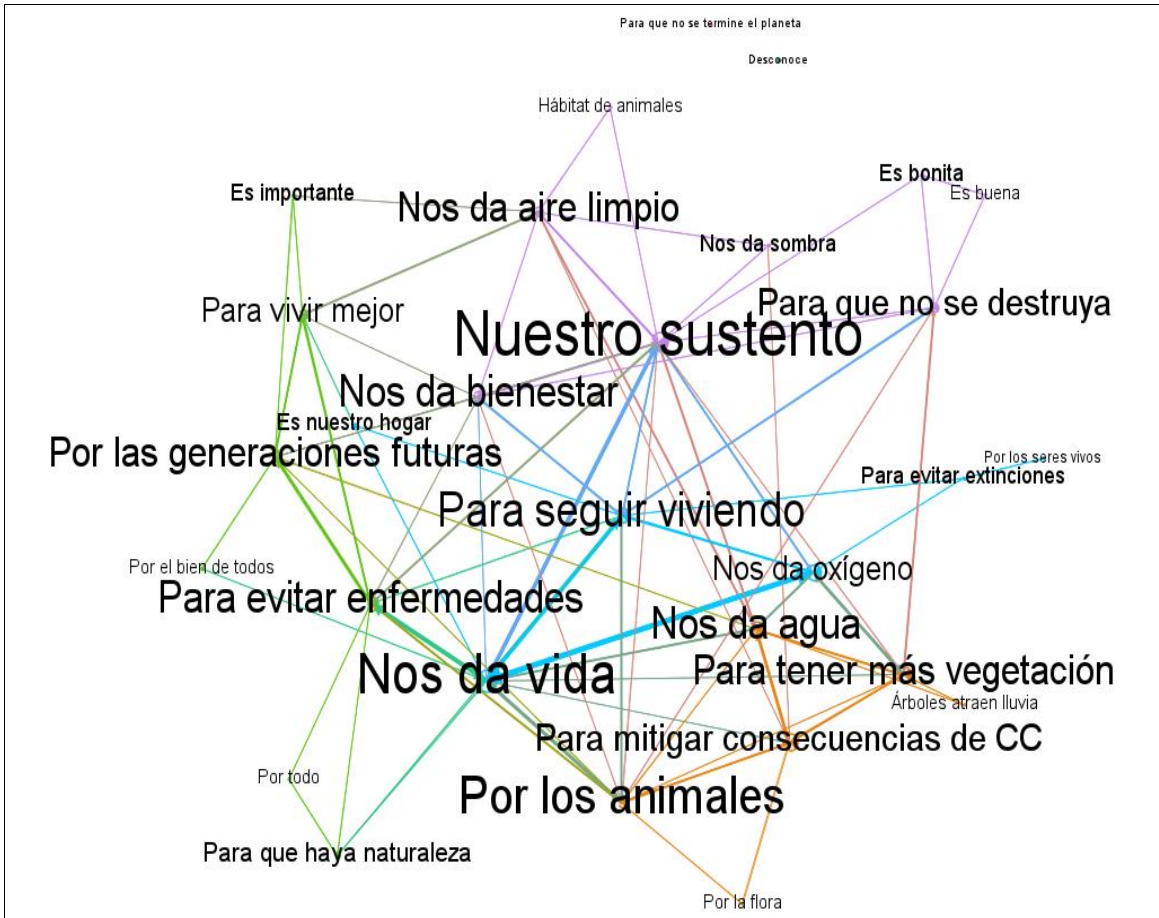 Para que no se termine el planeta
Desconoce
Hábitat de animales
Es bonita
Es importante
Es buena
Nos da aire limpio
Nos da sombra
Para que no se destruya
Para vivir mejor
Nuestro sustento
Nos da bienestar
Es nuestro hogar
Por las generaciones futuras
Por los seres vivos
Para evitar extinciones
Para seguir viviendo
Por el bien de todos
Nos da oxígeno
Para evitar enfermedades
Nos da agua
Nos da vida
Para tener más vegetación
Árboles atraen lluvia
Para mitigar consecuencias de CC
Por todo
Por los animales
Para que haya naturaleza
Por la flora